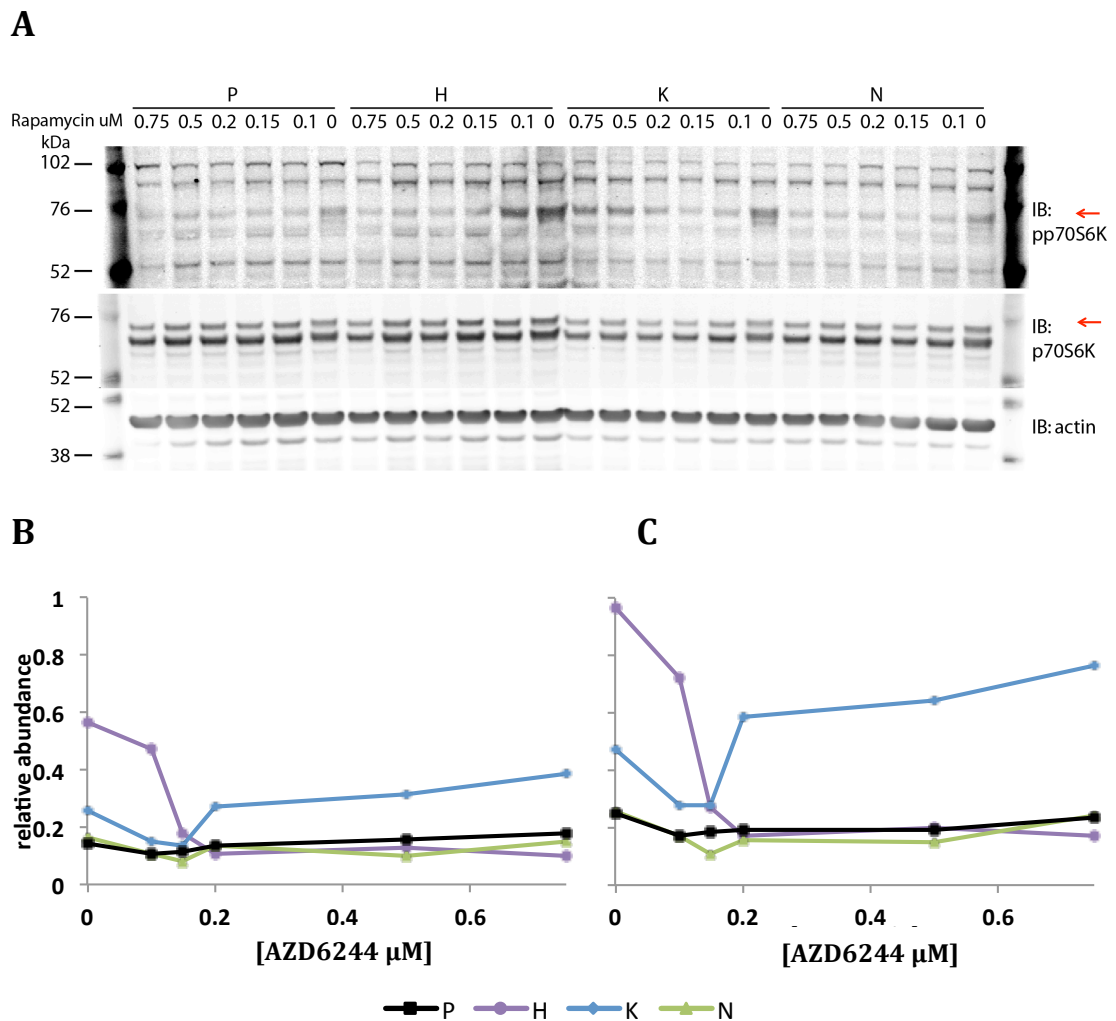 A
P H K N
Rapamycin uM 0.75 0.5 0.2 0.15 0.1 0 0.75 0.5 0.2 0.15 0.1 0 0.75 0.5 0.2 0.15 0.1 0 0.75 0.5 0.2 0.15 0.1 0
kDa
102
76
52
IB:
pp70S6K
76
52
IB:
p70S6K
52
38
IB: actin
B
relative abundance
1
0.8
0.6
0.4
0.2
0
0 0.2 0.4 0.6
[AZD6244 µM]
C
0 0.2 0.4 0.6
[AZD6244 µM]
P H K N